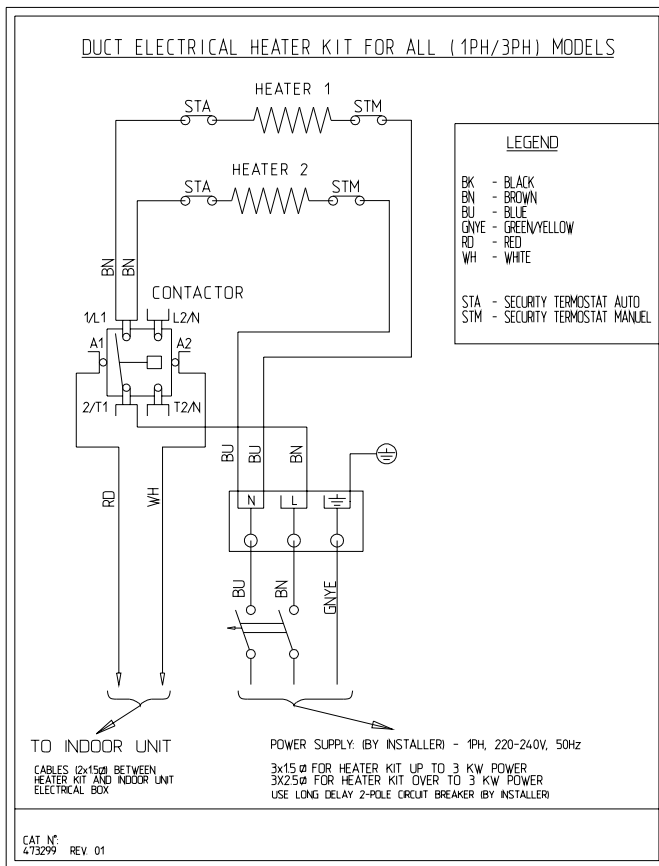 DUCT ELECTRICAL HEATER KIT FOR ALL (1PH/3PH) MODELS
HEATER 1
STA
STM
HEATER 2
STA
STM
LEGEND
BK - BLACK
BN - BROWN
BU - BLUE
GNYE - GREEN/YELLOW
RD - RED
WH - WHITE
STA - SECURITY TERMOSTAT AUTO
STM - SECURITY TERMOSTAT MANUEL
BN
BN
CONTACTOR
1/L1
L2/N
A1
A2
2/T1
T2/N
BU
BU
BN
RD
WH
N
L
BU
BN
GNYE
TO INDOOR UNIT
CABLES (2x1.5Ø) BETWEEN
HEATER KIT AND INDOOR UNIT
ELECTRICAL BOX
POWER SUPPLY: (BY INSTALLER) - 1PH, 220-240V, 50Hz
3x1.5 Ø FOR HEATER KIT UP TO 3 KW POWER
3X2.5Ø FOR HEATER KIT OVER TO 3 KW POWER
USE LONG DELAY 2-POLE CIRCUIT BREAKER (BY INSTALLER)
CAT N°:
473299 REV. 01